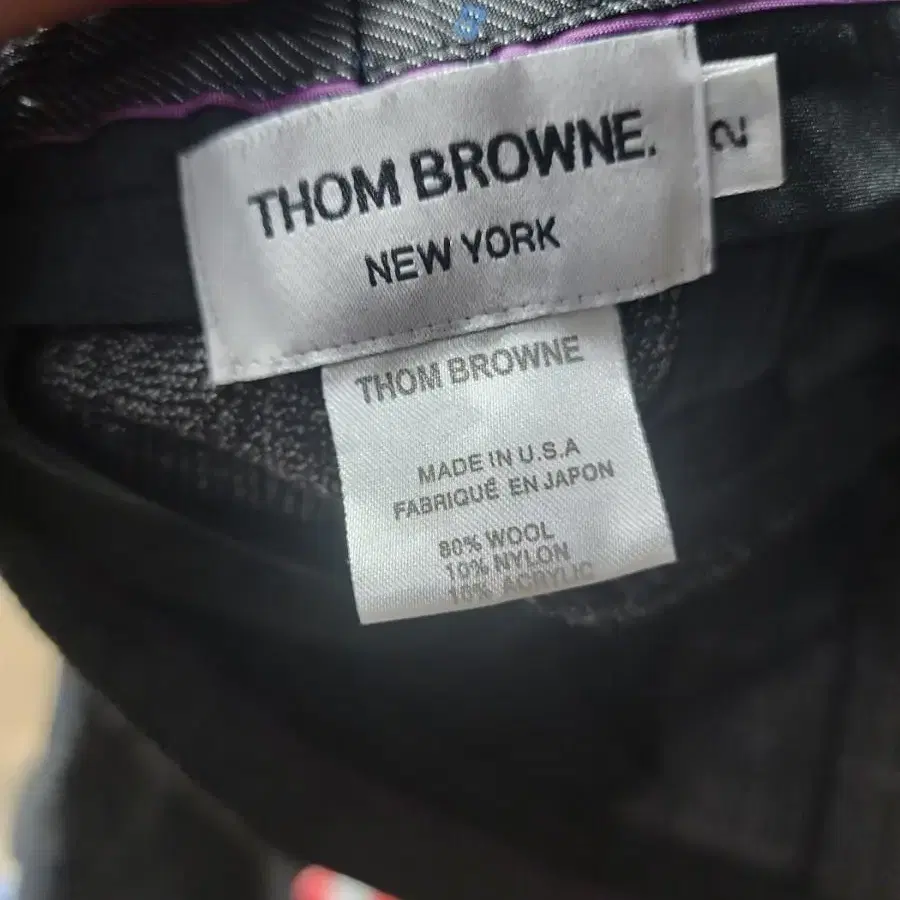 THOM BROWNE.
NEW YORK
2
THOM BROWNE
MADE IN U.S.A
FABRIQUÉ EN JAPON
80% WOOL
10% NYLON
10% ACRYLIC